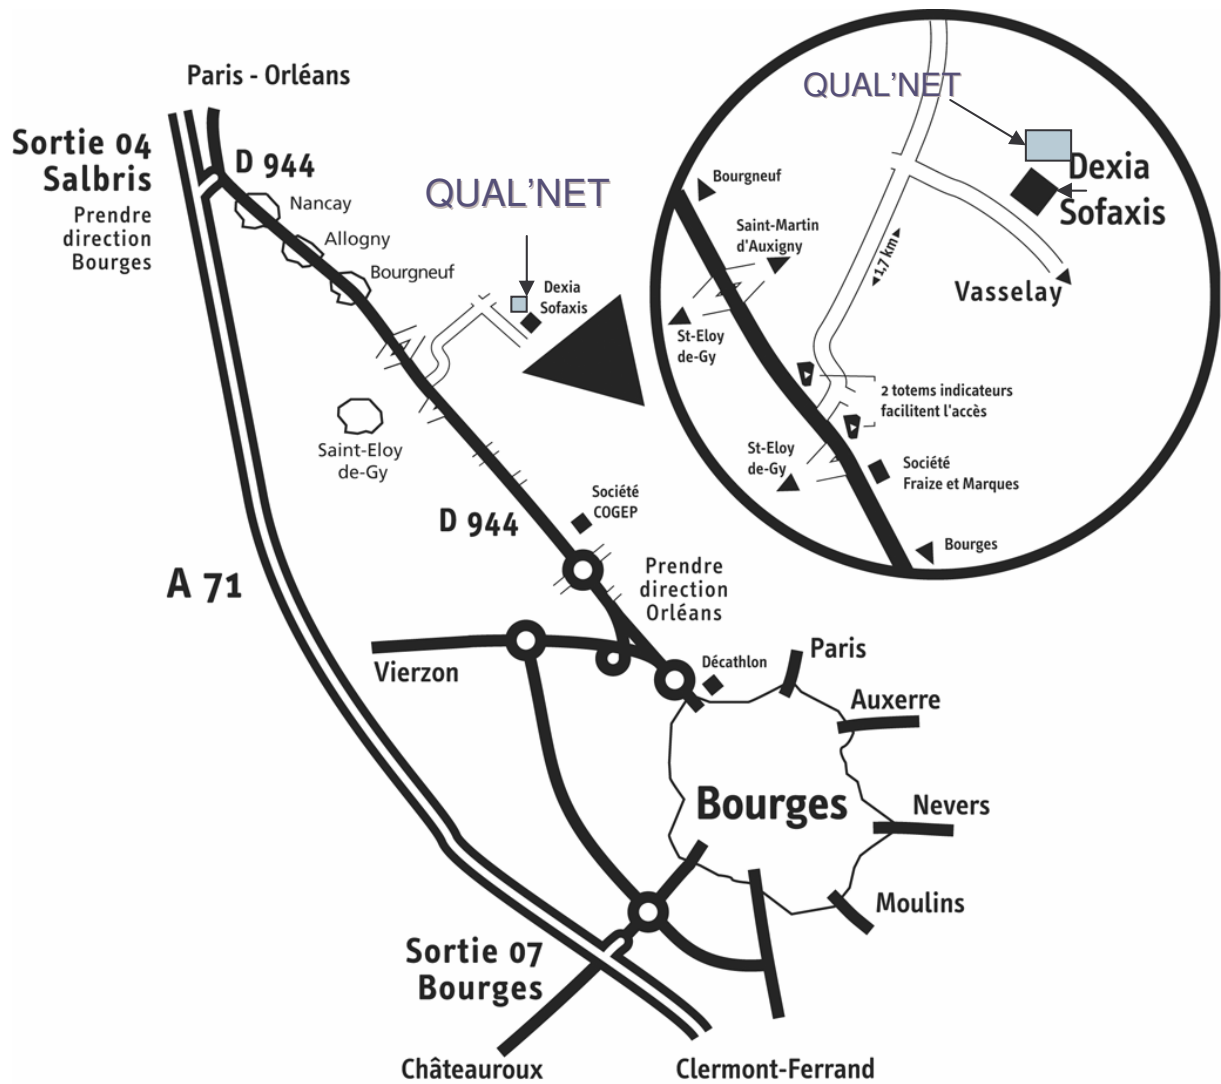 Paris - Orléans
Sortie 04
Salbris
Prendre
direction
Bourges
D 944
Nancay
Allogny
Bourgneuf
QUAL'NET
Dexia
Sofaxis
Saint-Eloy
de-Gy
D 944
Société
COGEP
A 71
Prendre
direction
Orléans
Vierzon
Décathlon
Paris
Auxerre
Bourges
Nevers
Moulins
Sortie 07
Bourges
Châteauroux
Clermont-Ferrand
QUAL'NET
Dexia
Sofaxis
Bourgneuf
Saint-Martin
d'Auxigny
1,7 km
Vasselay
St-Eloy
de-Gy
2 totems indicateurs
facilitent l'accès
St-Eloy
de-Gy
Société
Fraize et Marques
Bourges